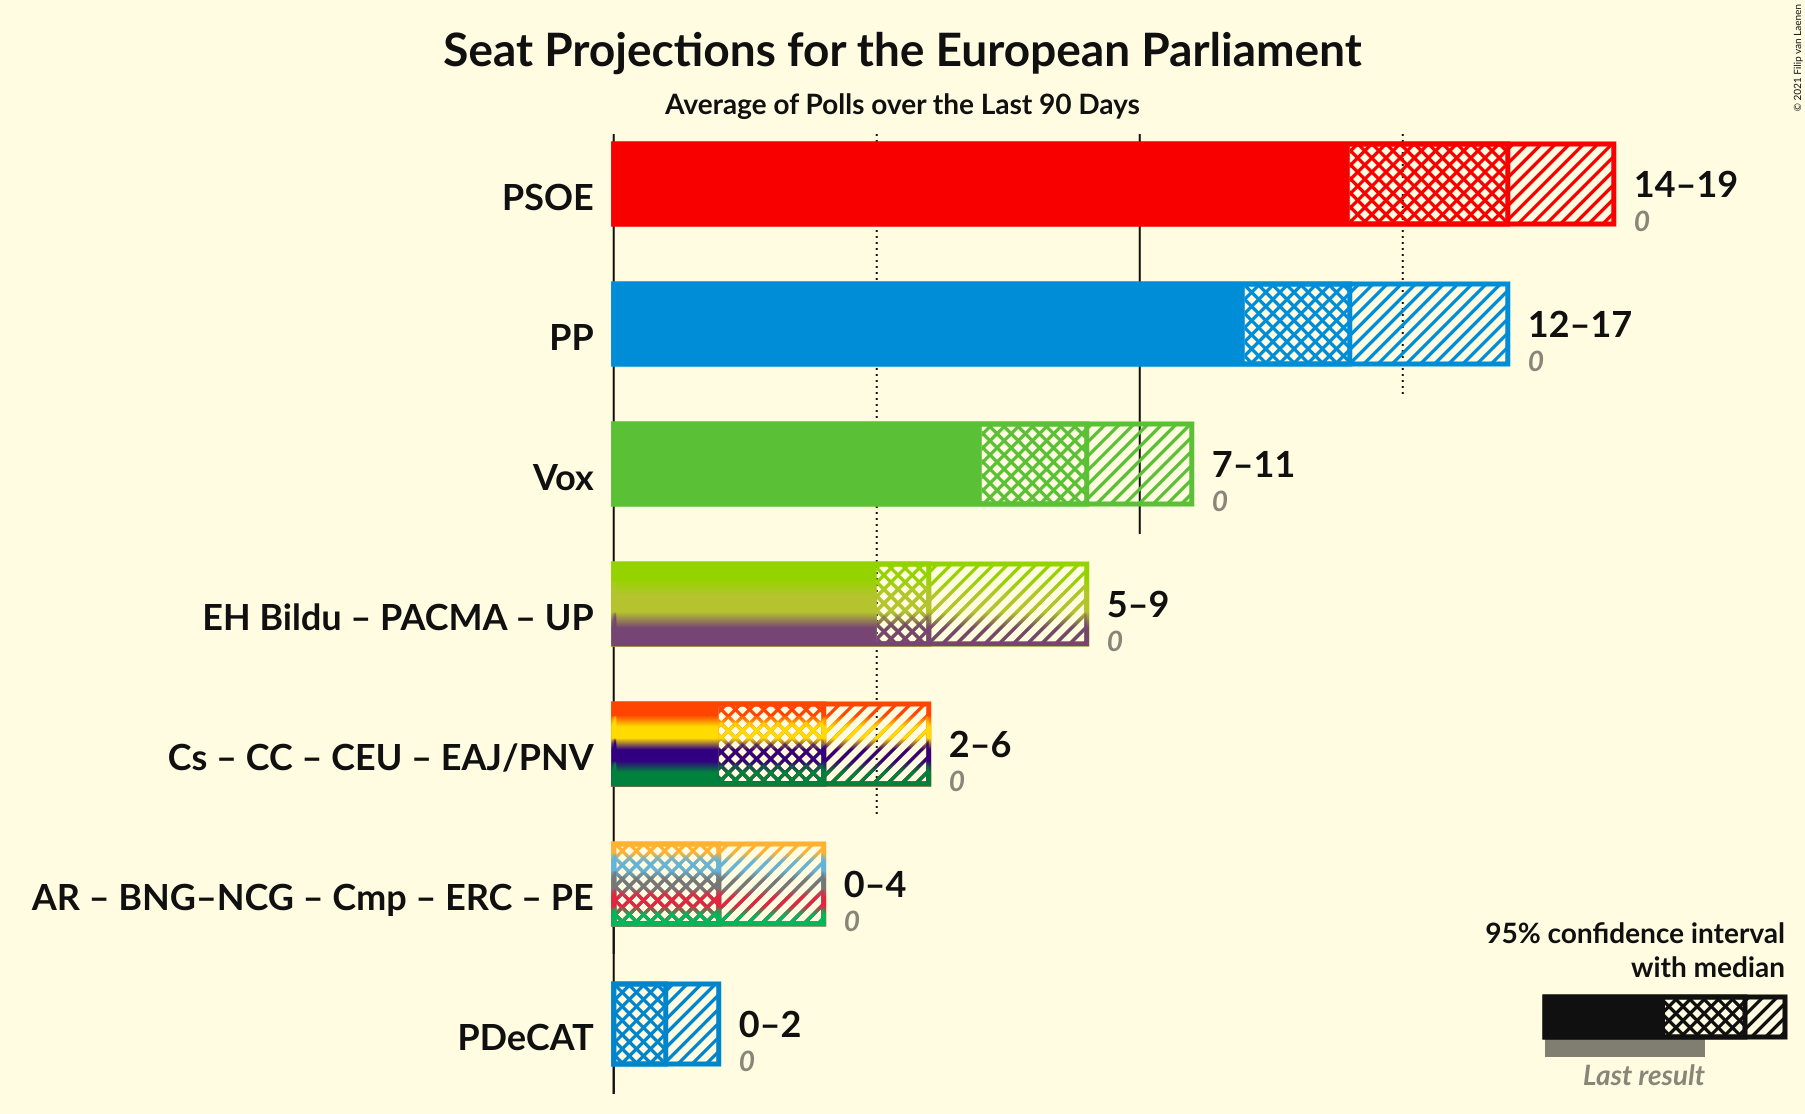 Seat Projections for the European Parliament
Average of Polls over the Last 90 Days
© 2021 Filip van Laenen
PSOE
14–19
0
PP
12–17
0
Vox
7–11
0
EH Bildu – PACMA – UP
5–9
0
Cs – CC – CEU – EAJ/PNV
2–6
0
AR – BNG–NCG – Cmp – ERC – PE
0–4
0
PDeCAT
0–2
0
95% confidence interval
with median
Last result